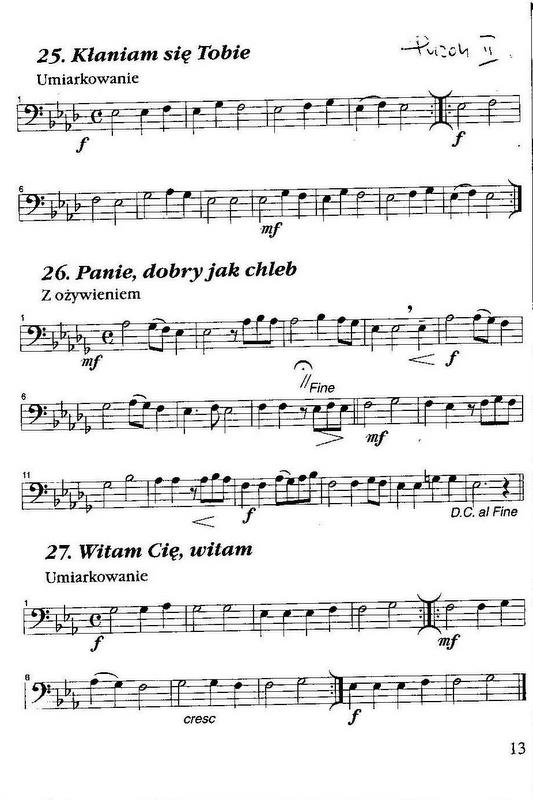 25. Kłaniam się Tobie
Puzon II.
Umiarkowanie
1
f
f
6
mf
26. Panie, dobry jak chleb
Z ożywieniem
1
mf
f
Fine
6
mf
11
f
D.C. al Fine
27. Witam Cię, witam
Umiarkowanie
1
f
mf
6
cresc
f
13